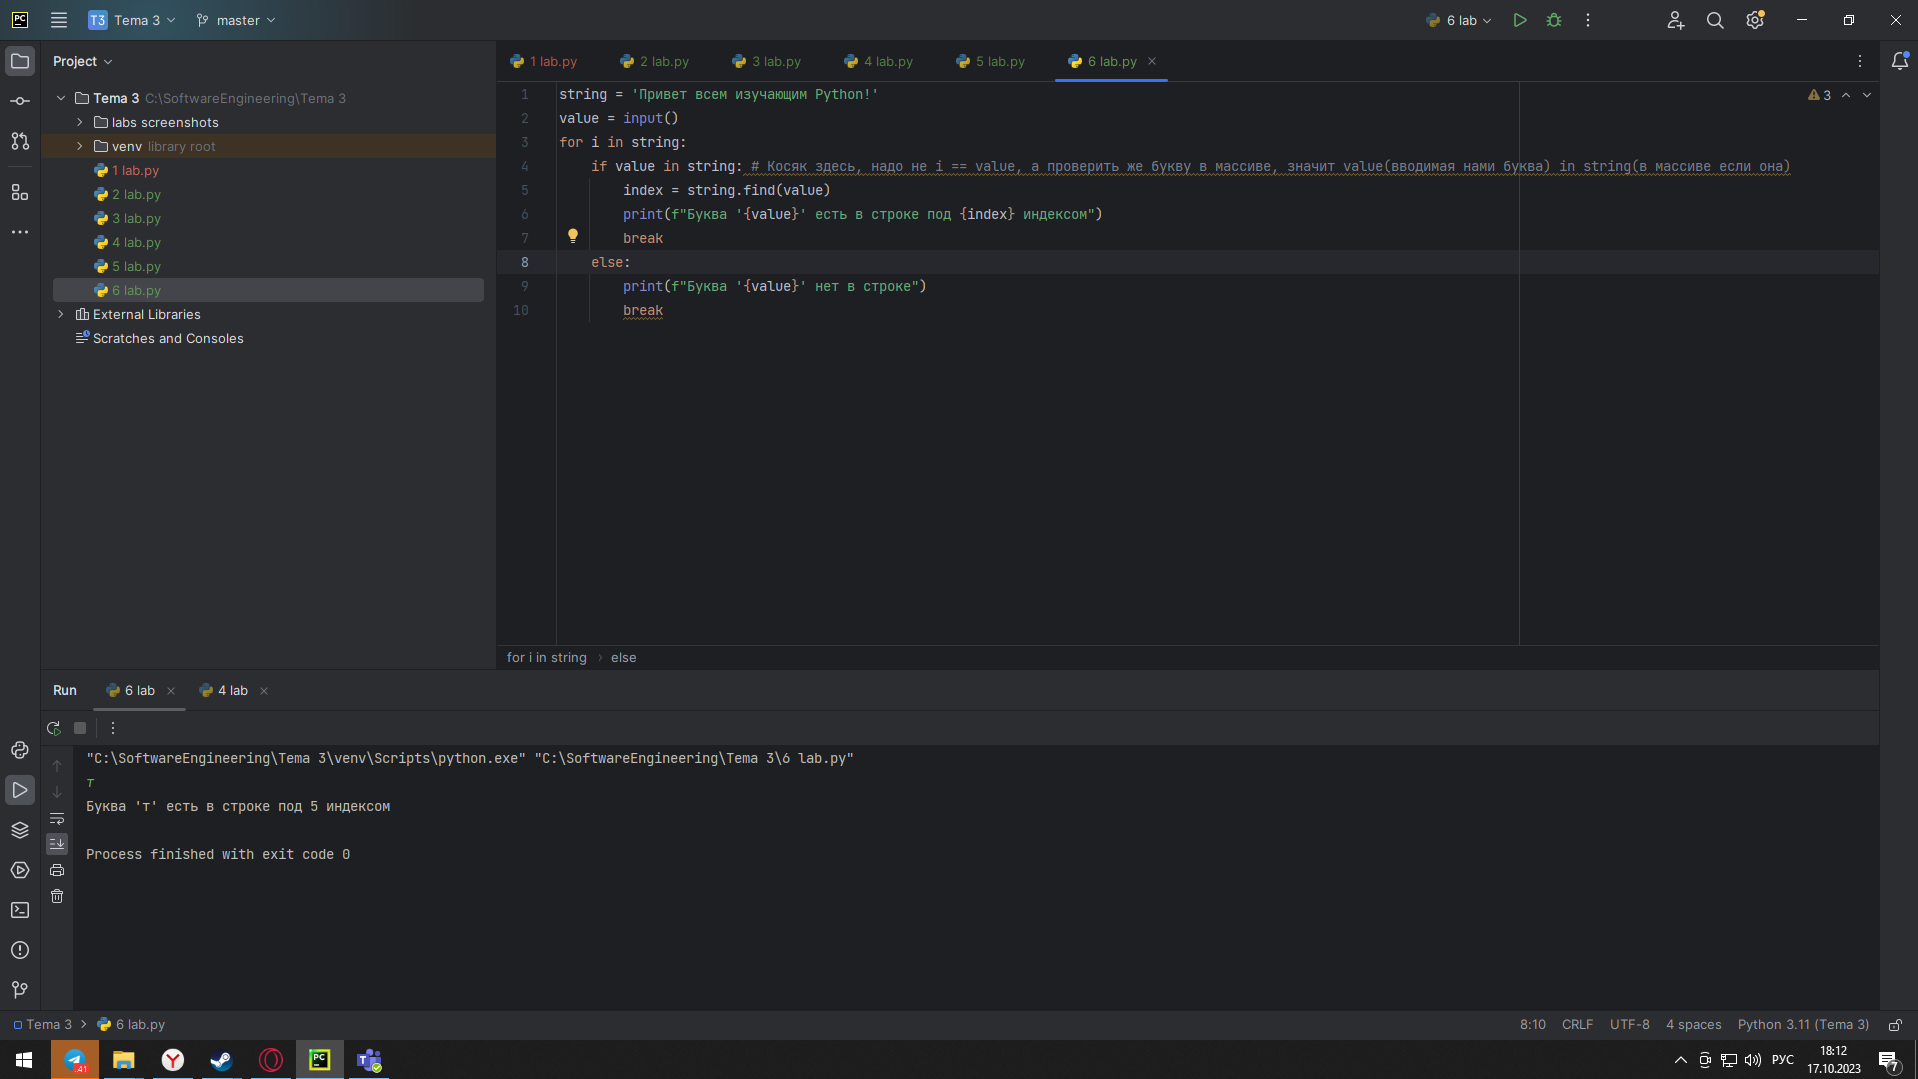 PC T3 Tema 3 master 6 lab
Project
1 lab.py 2 lab.py 3 lab.py 4 lab.py 5 lab.py 6 lab.py
Tema 3 C:\SoftwareEngineering\Tema 3
labs screenshots
venv library root
1 lab.py
2 lab.py
3 lab.py
4 lab.py
5 lab.py
6 lab.py
External Libraries
Scratches and Consoles
3
1 string = 'Привет всем изучающим Python!'
2 value = input()
3 for i in string:
4 if value in string: # Косяк здесь, надо не i == value, а проверить же букву в массиве, значит value(вводимая нами буква) in string(в массиве если она)
5 index = string.find(value)
6 print(f"Буква '{value}' есть в строке под {index} индексом")
7 break
8 else:
9 print(f"Буква '{value}' нет в строке")
10 break
for i in string › else
Run 6 lab 4 lab
"C:\SoftwareEngineering\Tema 3\venv\Scripts\python.exe" "C:\SoftwareEngineering\Tema 3\6 lab.py"
т
Буква 'т' есть в строке под 5 индексом
Process finished with exit code 0
Tema 3 6 lab.py 8:10 CRLF UTF-8 4 spaces Python 3.11 (Tema 3)
41 PC РУС 18:12
17.10.2023 7